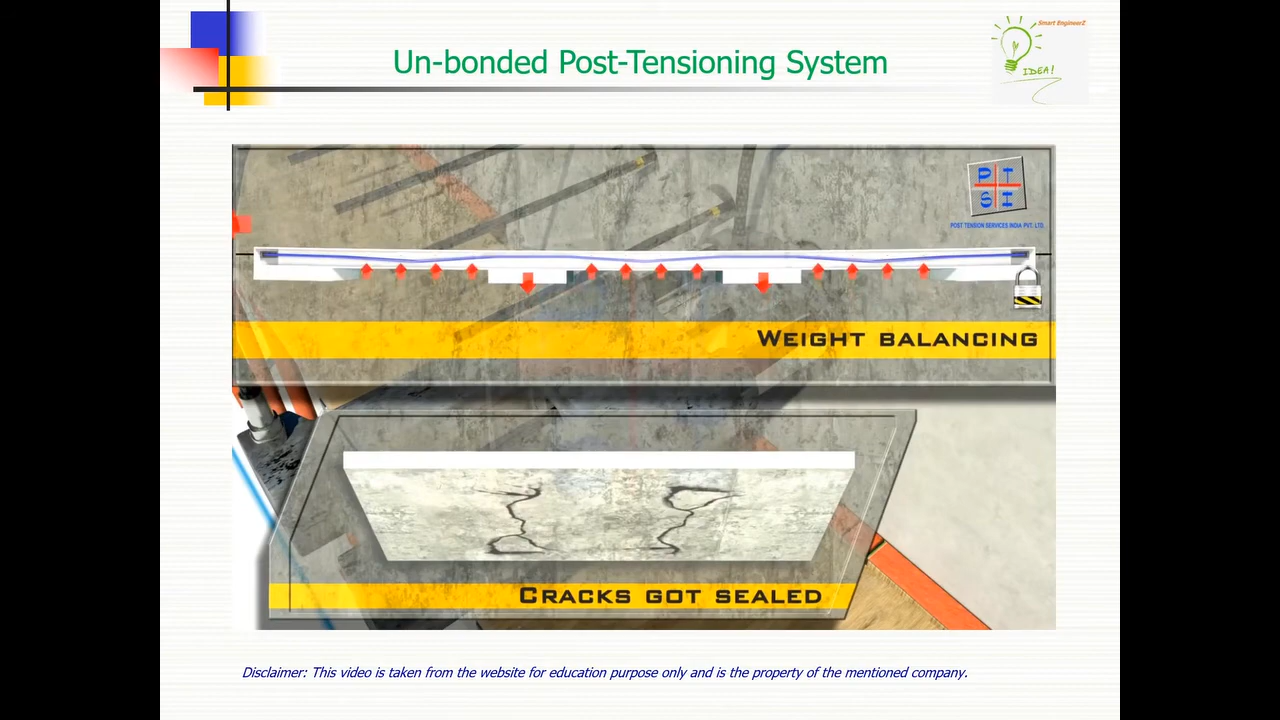 Un-bonded Post-Tensioning System
Smart EngineerZ
IDEA!
P T
S I
POST TENSION SERVICES INDIA PVT. LTD.
WEIGHT BALANCING
CRACKS GOT SEALED
Disclaimer: This video is taken from the website for education purpose only and is the property of the mentioned company.